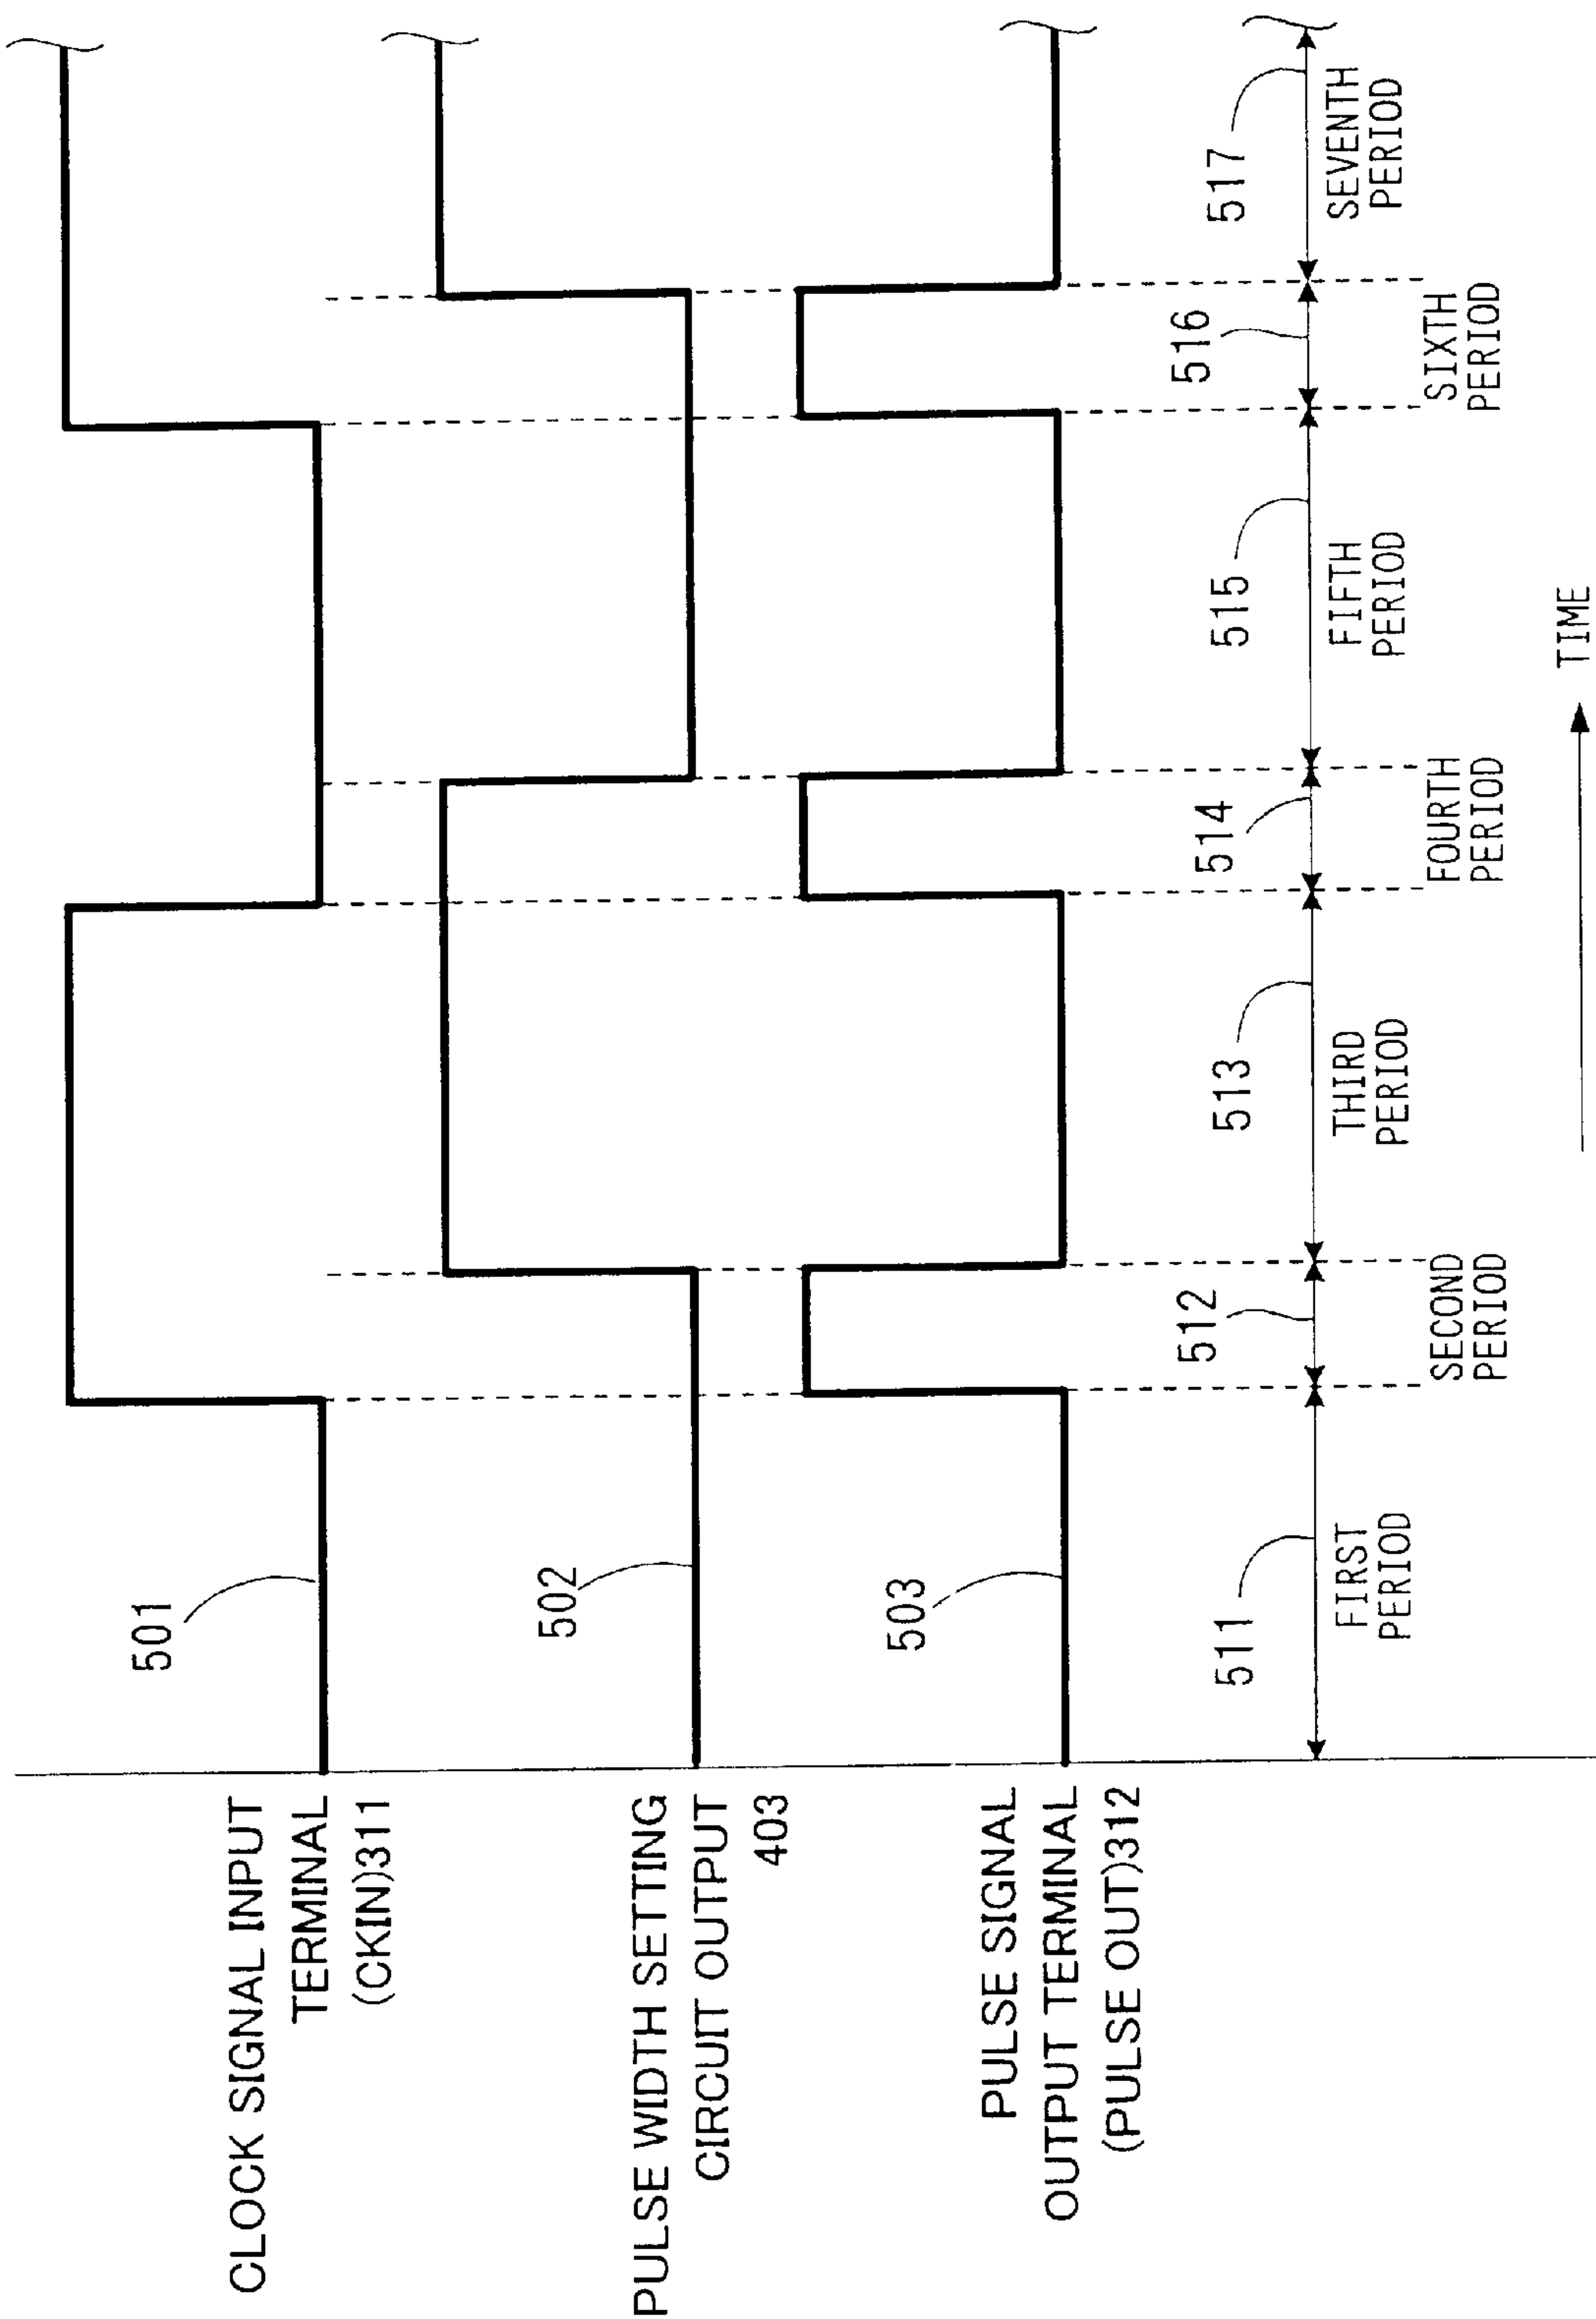 CLOCK SIGNAL INPUT
TERMINAL
(CKIN)311
501
PULSE WIDTH SETTING
CIRCUIT OUTPUT
403
502
PULSE SIGNAL
OUTPUT TERMINAL
(PULSE OUT)312
503
511
FIRST
PERIOD
512
SECOND
PERIOD
513
THIRD
PERIOD
514
FOURTH
PERIOD
515
FIFTH
PERIOD
516
SIXTH
PERIOD
517
SEVENTH
PERIOD
TIME